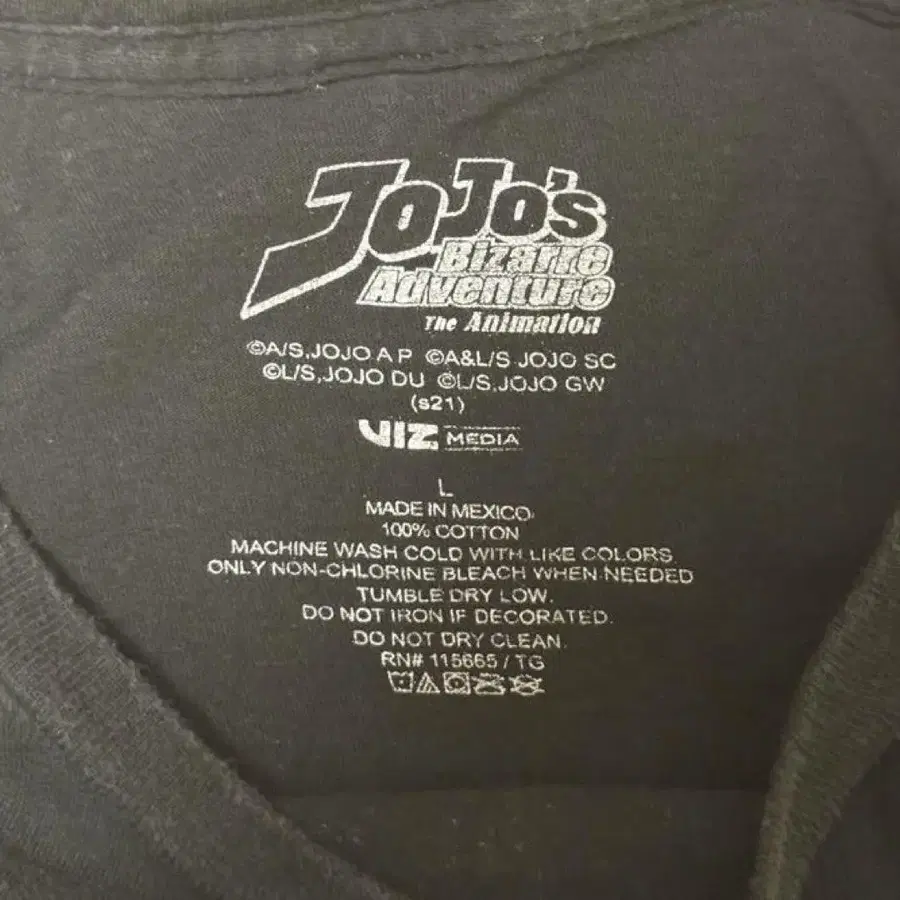 JoJo's
Bizarre
Adventure
The Animation
©A/S,JOJO A P ©A&L/S JOJO SC
©L/S,JOJO DU ©L/S,JOJO GW
(s21)
VIZ MEDIA
L
MADE IN MEXICO
100% COTTON
MACHINE WASH COLD WITH LIKE COLORS.
ONLY NON-CHLORINE BLEACH WHEN NEEDED
TUMBLE DRY LOW.
DO NOT IRON IF DECORATED.
DO NOT DRY CLEAN.
RN# 115665 / TG